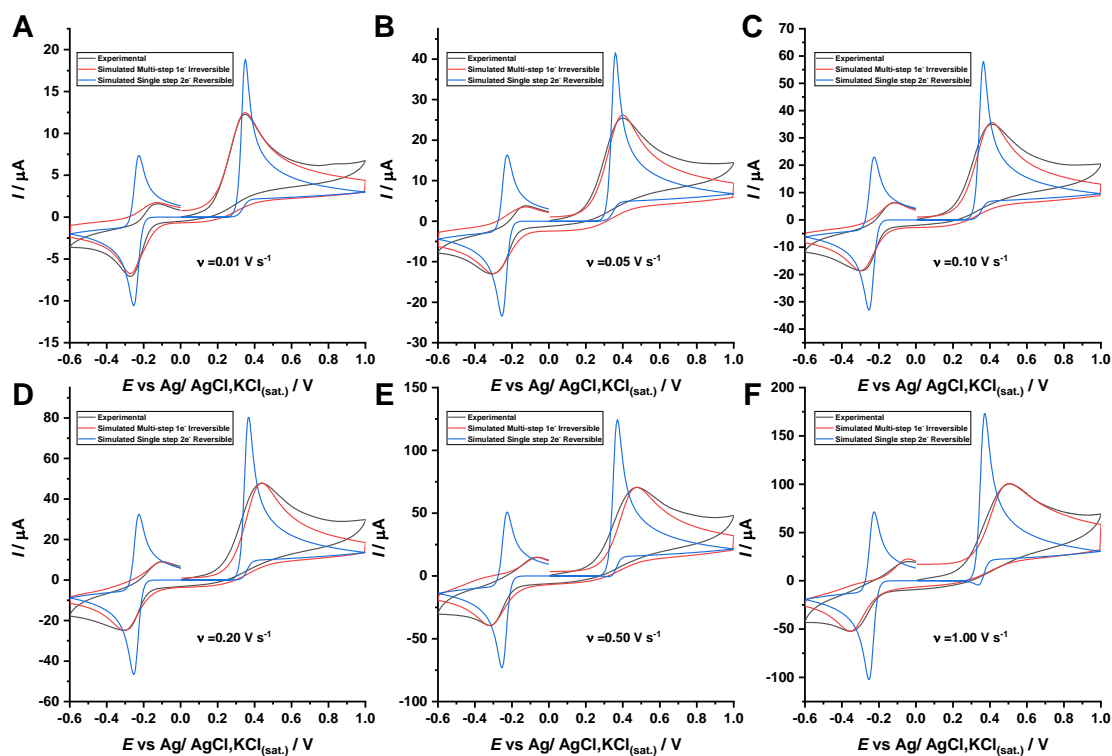 A
B
C
Experimental
Simulated Multi-step 1e⁻ Irreversible
Simulated Single step 2e⁻ Reversible
Experimental
Simulated Multi-step 1e⁻ Irreversible
Simulated Single step 2e⁻ Reversible
Experimental
Simulated Multi-step 1e⁻ Irreversible
Simulated Single step 2e⁻ Reversible
I / µA
20
15
10
5
0
-5
-10
-15
I / µA
40
30
20
10
0
-10
-20
-30
I / µA
70
60
50
40
30
20
10
0
-10
-20
-30
-40
ν =0.01 V s⁻¹
ν =0.05 V s⁻¹
ν =0.10 V s⁻¹
-0.6 -0.4 -0.2 0.0 0.2 0.4 0.6 0.8 1.0
-0.6 -0.4 -0.2 0.0 0.2 0.4 0.6 0.8 1.0
-0.6 -0.4 -0.2 0.0 0.2 0.4 0.6 0.8 1.0
E vs Ag/ AgCl,KCl(sat.) / V
E vs Ag/ AgCl,KCl(sat.) / V
E vs Ag/ AgCl,KCl(sat.) / V
D
E
F
Experimental
Simulated Multi-step 1e⁻ Irreversible
Simulated Single step 2e⁻ Reversible
Experimental
Simulated Multi-step 1e⁻ Irreversible
Simulated Single step 2e⁻ Reversible
Experimental
Simulated Multi-step 1e⁻ Irreversible
Simulated Single step 2e⁻ Reversible
I / µA
80
60
40
20
0
-20
-40
-60
I / µA
150
100
50
0
-50
-100
I / µA
200
175
150
125
100
75
50
25
0
-25
-50
-75
-100
ν =0.20 V s⁻¹
ν =0.50 V s⁻¹
ν =1.00 V s⁻¹
-0.6 -0.4 -0.2 0.0 0.2 0.4 0.6 0.8 1.0
-0.6 -0.4 -0.2 0.0 0.2 0.4 0.6 0.8 1.0
-0.6 -0.4 -0.2 0.0 0.2 0.4 0.6 0.8 1.0
E vs Ag/ AgCl,KCl(sat.) / V
E vs Ag/ AgCl,KCl(sat.) / V
E vs Ag/ AgCl,KCl(sat.) / V